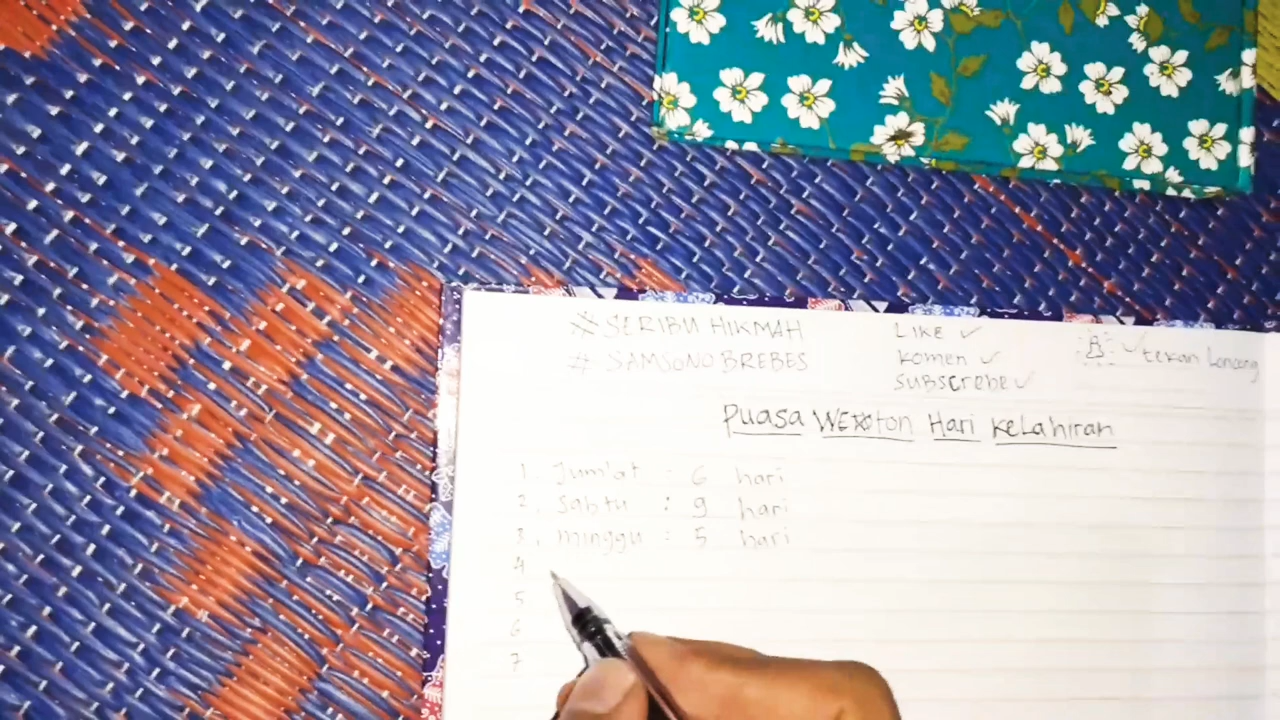 ※ SERIBU HIKMAH
# SAMSONO BREBES
LIKE ✓
Komen ✓
SUBSCREBE ✓
✓ tekan Lonceng
Puasa WETOTON Hari KeLahiran
1. Jum'at : 6 hari
2. Sabtu : 9 hari
3. minggu : 5 hari
4
5
6
7